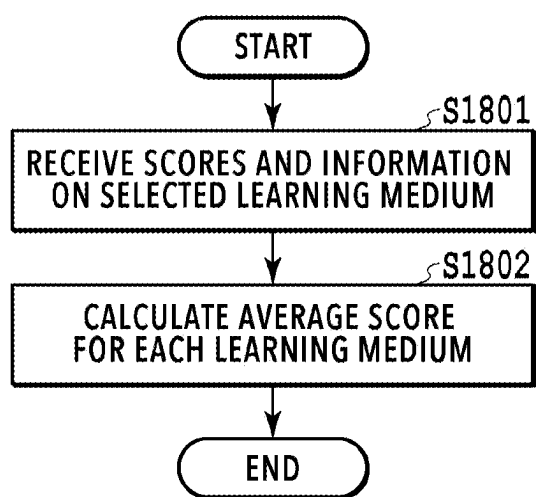 START
S1801
RECEIVE SCORES AND INFORMATION
ON SELECTED LEARNING MEDIUM
S1802
CALCULATE AVERAGE SCORE
FOR EACH LEARNING MEDIUM
END